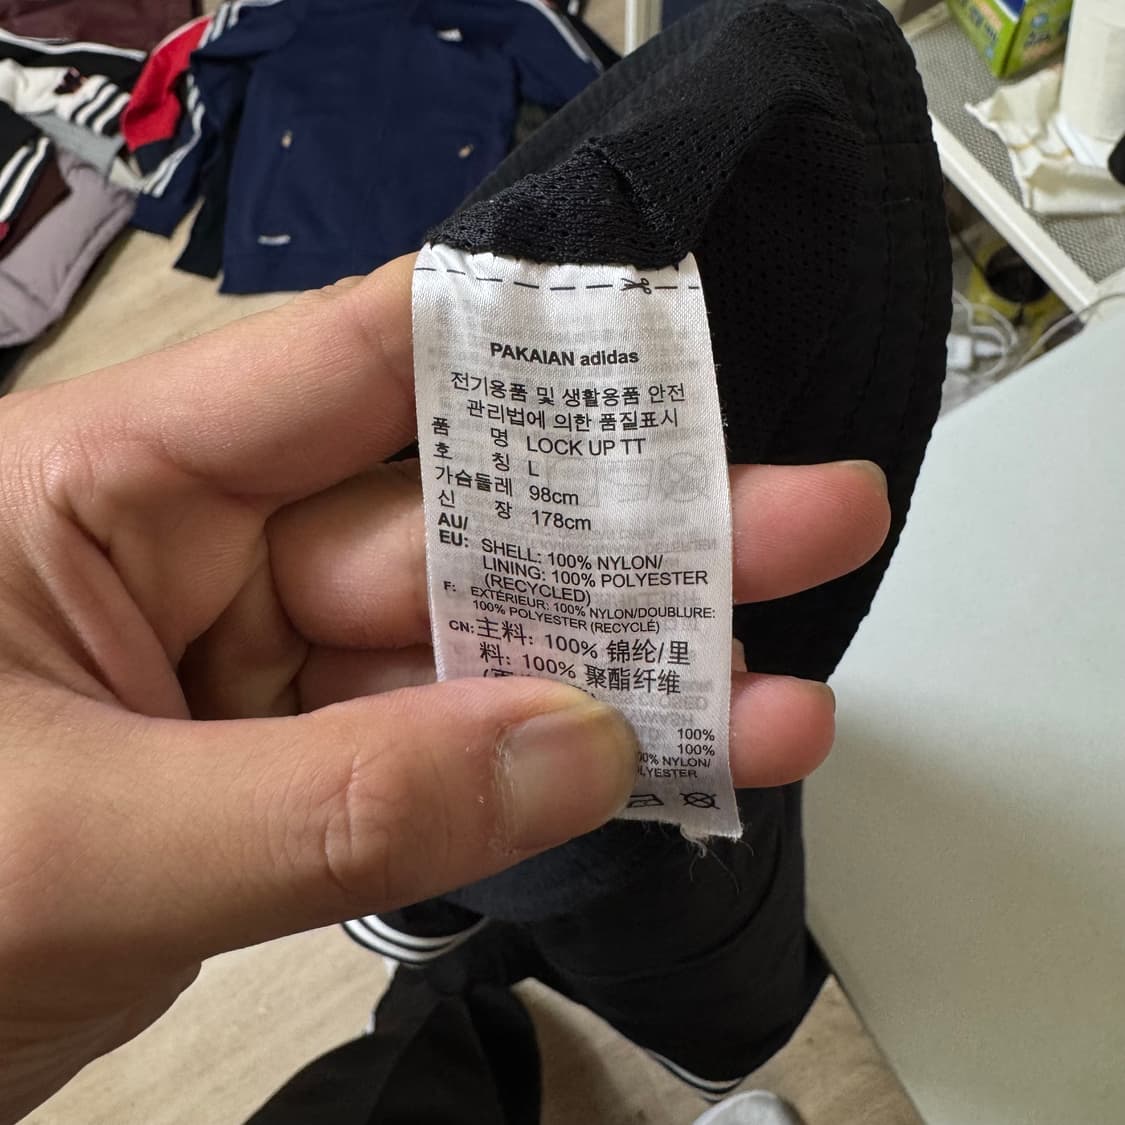 PAKAIAN adidas
전기용품 및 생활용품 안전
관리법에 의한 품질표시
품 명 LOCK UP TT
호 칭 L
가슴둘레 98cm
신 장 178cm
AU/
EU: SHELL: 100% NYLON/
LINING: 100% POLYESTER
(RECYCLED)
F: EXTÉRIEUR: 100% NYLON/DOUBLURE:
100% POLYESTER (RECYCLÉ)
CN: 主料: 100% 锦纶/里
料: 100% 聚酯纤维
100%
100%
NYLON/